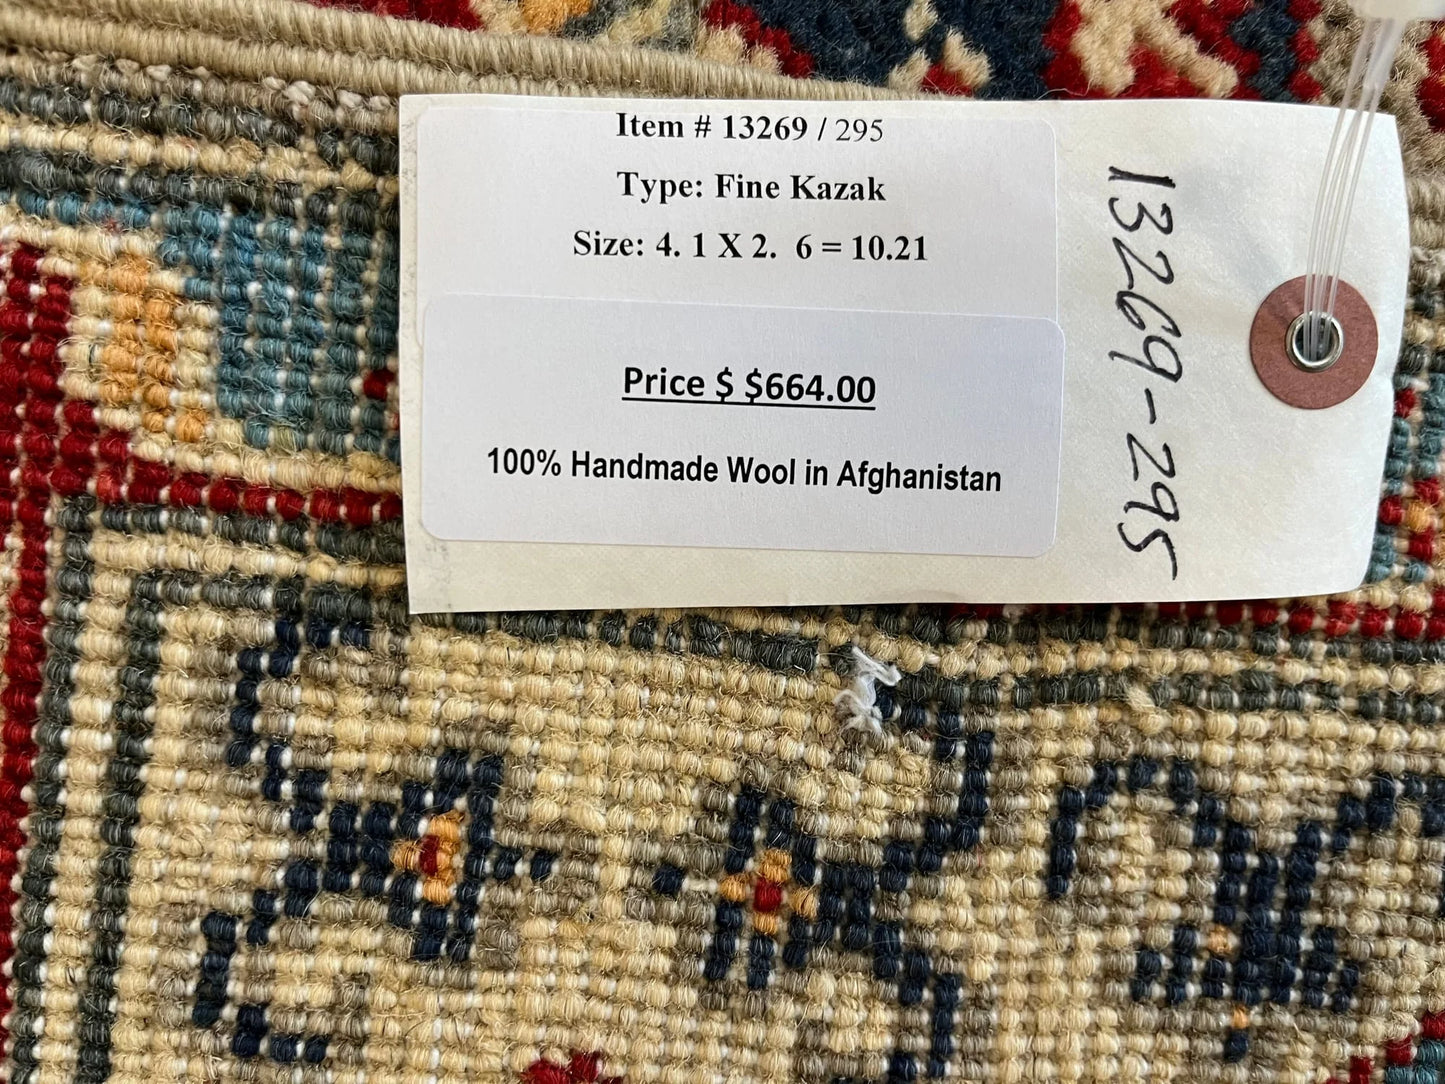 Item # 13269 / 295
Type: Fine Kazak
Size: 4. 1 X 2.  6 = 10.21
Price $ $664.00
100% Handmade Wool in Afghanistan
13269-295